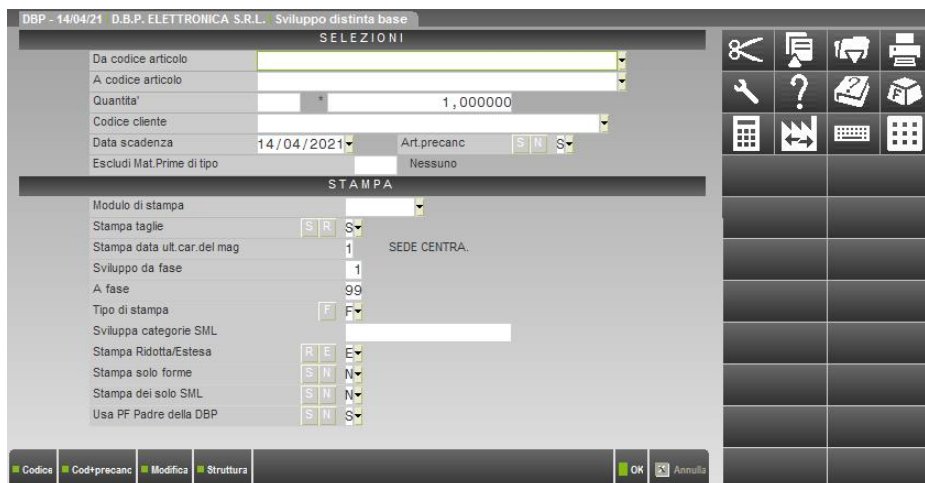 DBP - 14/04/21 D.B.P. ELETTRONICA S.R.L. Sviluppo distinta base
SELEZIONI
Da codice articolo
A codice articolo
Quantita' * 1,000000
Codice cliente
Data scadenza 14/04/2021 Art.precanc S N S
Escludi Mat.Prime di tipo Nessuno
STAMPA
Modulo di stampa
Stampa taglie S R S
Stampa data ult.car.del mag 1 SEDE CENTRA.
Sviluppo da fase 1
A fase 99
Tipo di stampa F F
Sviluppa categorie SML
Stampa Ridotta/Estesa R E E
Stampa solo forme S N N
Stampa dei solo SML S N N
Usa PF Padre della DBP S N S
Codice Cod+precanc Modifica Struttura OK Annulla